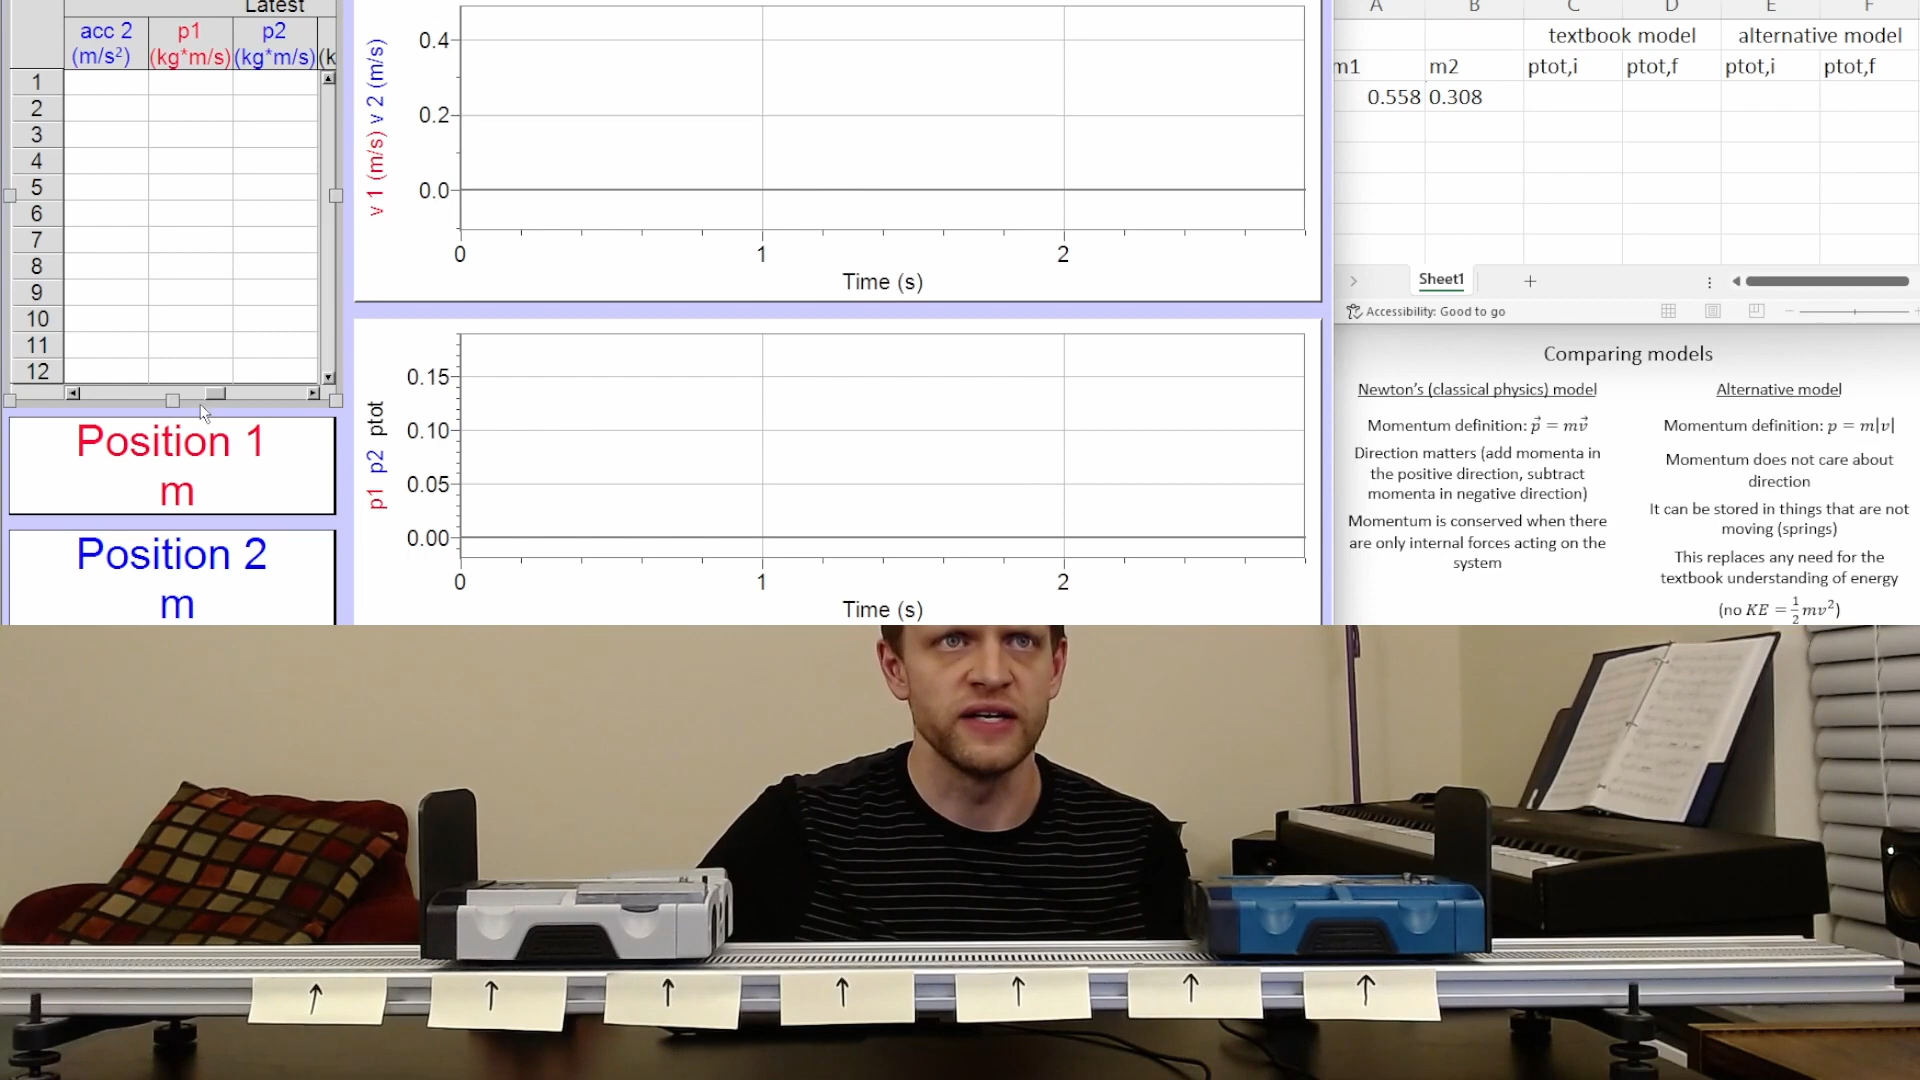 Latest
acc 2 p1 p2
(m/s²) (kg*m/s) (kg*m/s) (k
1
2
3
4
5
6
7
8
9
10
11
12
Position 1
m
Position 2
m
v 1 (m/s) v 2 (m/s)
0.4
0.2
0.0
0 1 2
Time (s)
p1 p2 ptot
0.15
0.10
0.05
0.00
0 1 2
Time (s)
A B C D E F
textbook model alternative model
m1 m2 ptot,i ptot,f ptot,i ptot,f
0.558 0.308
Sheet1
Accessibility: Good to go
Comparing models
Newton's (classical physics) model
Momentum definition: p⃗ = mv⃗
Direction matters (add momenta in
the positive direction, subtract
momenta in negative direction)
Momentum is conserved when there
are only internal forces acting on the
system
Alternative model
Momentum definition: p = m|v|
Momentum does not care about
direction
It can be stored in things that are not
moving (springs)
This replaces any need for the
textbook understanding of energy
(no KE = ½mv²)